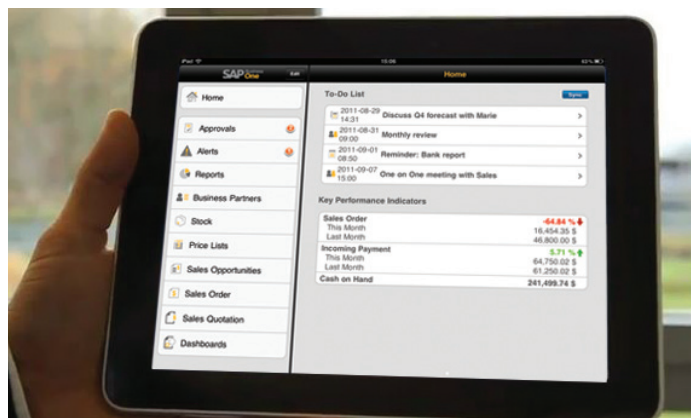 iPad
15:06
82%
SAP Business One
Edit
Home
Home
Approvals
Alerts
Reports
Business Partners
Stock
Price Lists
Sales Opportunities
Sales Order
Sales Quotation
Dashboards
To-Do List
Sync
2011-08-29
14:31
Discuss Q4 forecast with Marie
2011-08-31
09:00
Monthly review
2011-09-01
08:50
Reminder: Bank report
2011-09-07
15:00
One on One meeting with Sales
Key Performance Indicators
Sales Order -64.84 %
This Month 16,454.35 $
Last Month 46,800.00 $
Incoming Payment 5.71 %
This Month 64,750.02 $
Last Month 61,250.02 $
Cash on Hand 241,499.74 $